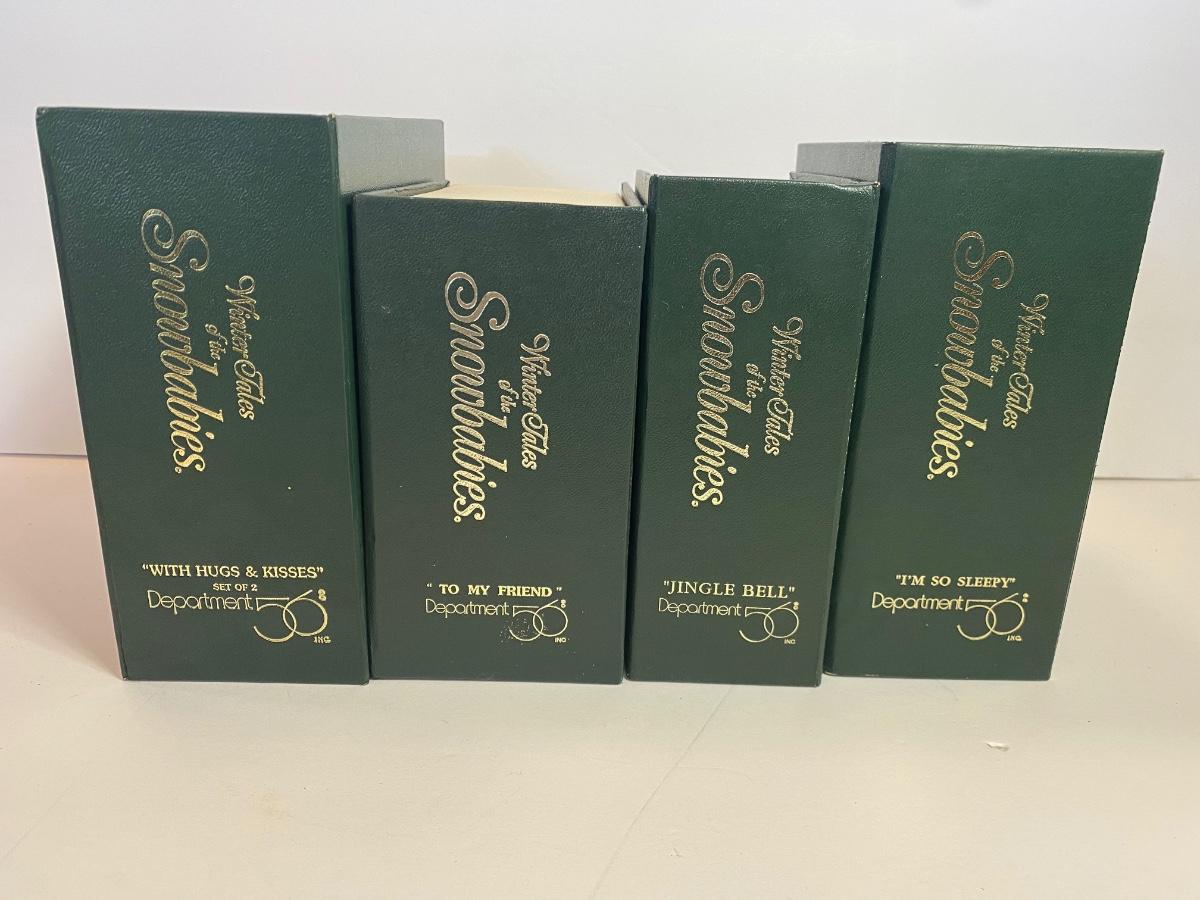 Winter Tales
of the
Snowbabies.
"WITH HUGS & KISSES"
SET OF 2
Department 56®
INC
Winter Tales
of the
Snowbabies.
" TO MY FRIEND "
Department 56®
INC
Winter Tales
of the
Snowbabies.
"JINGLE BELL"
Department 56®
INC
Winter Tales
of the
Snowbabies.
"I'M SO SLEEPY"
Department 56®
INC